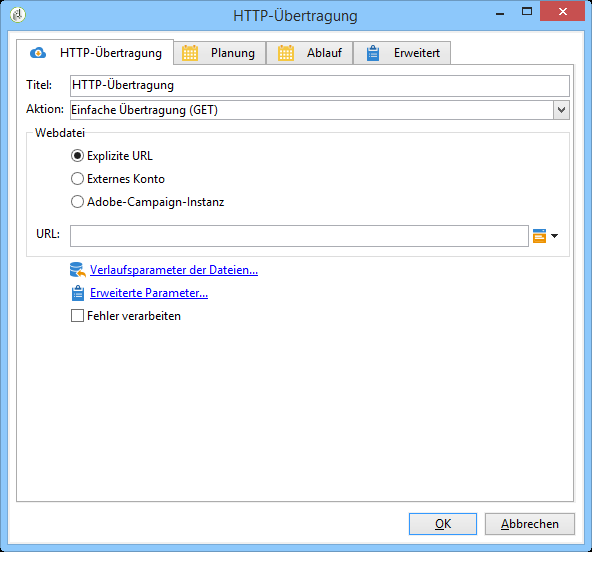 HTTP-Übertragung
HTTP-Übertragung Planung Ablauf Erweitert
Titel: HTTP-Übertragung
Aktion: Einfache Übertragung (GET)
Webdatei
Explizite URL
Externes Konto
Adobe-Campaign-Instanz
URL:
Verlaufsparameter der Dateien...
Erweiterte Parameter...
Fehler verarbeiten
OK Abbrechen